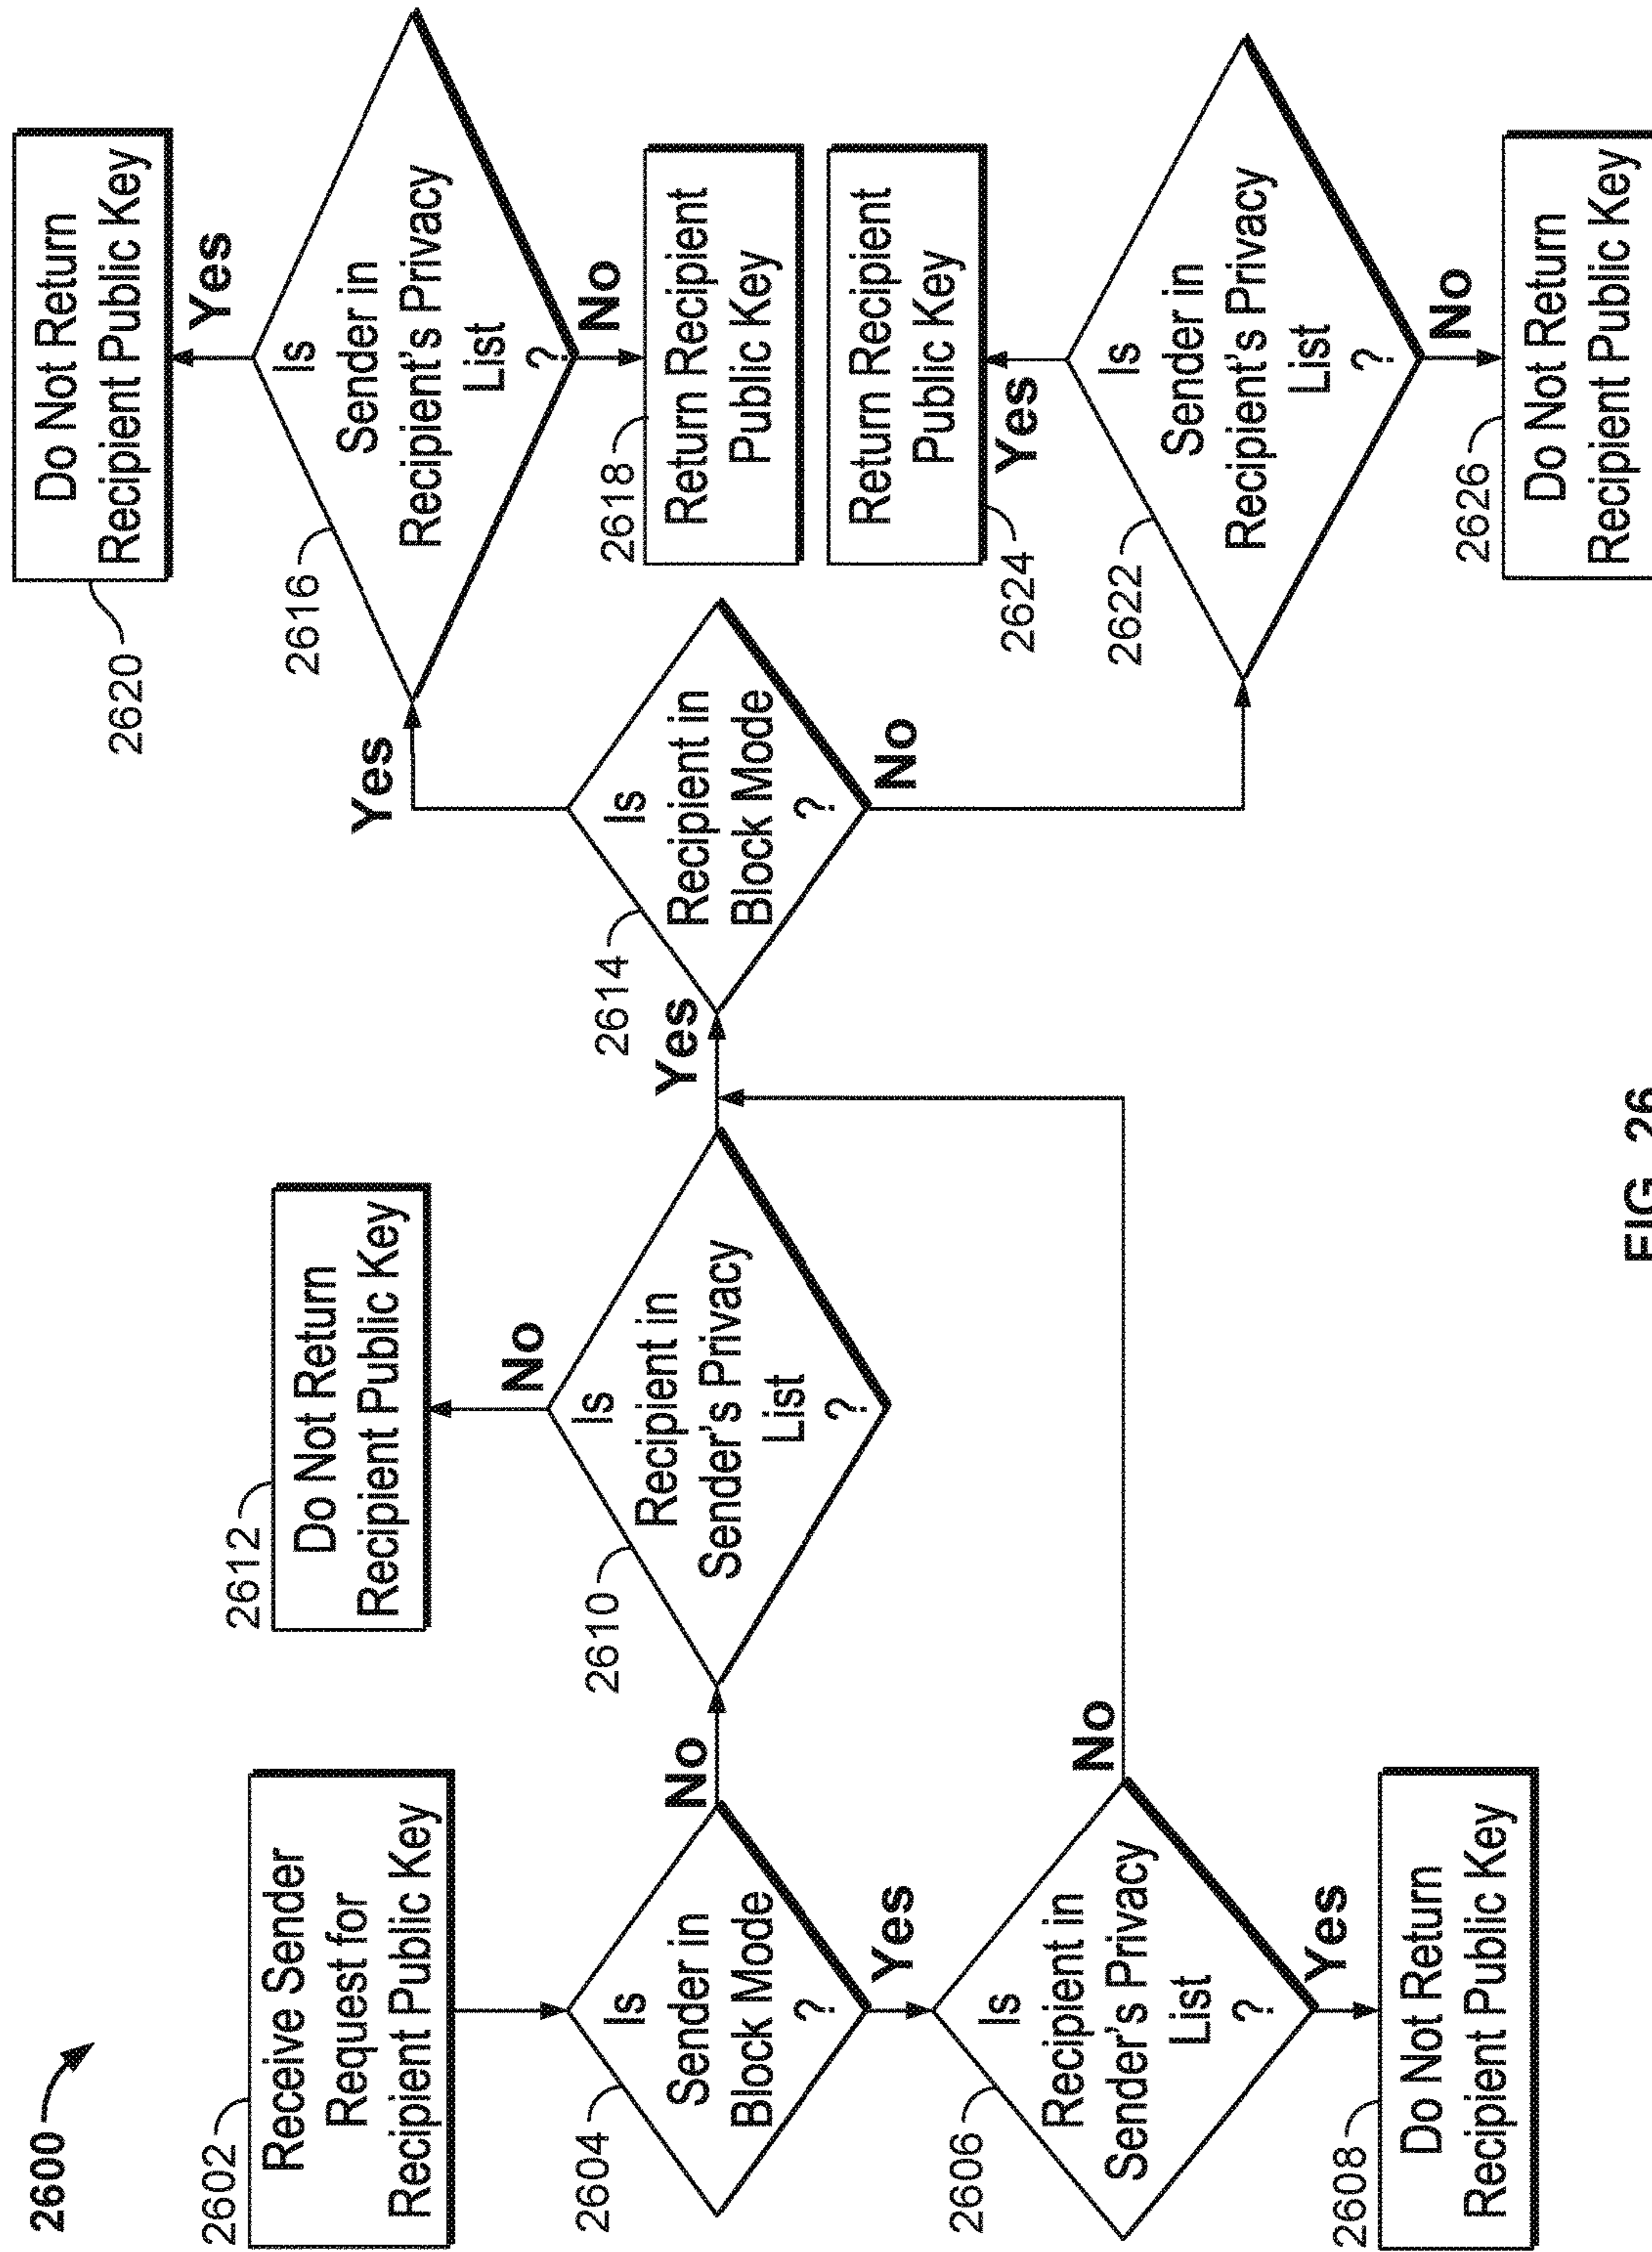 2600
2602
Receive Sender
Request for
Recipient Public Key
2604
Is
Sender in
Block Mode
?
No
Yes
2606
Is
Recipient in
Sender's Privacy
List
?
No
Yes
2608
Do Not Return
Recipient Public Key
2612
Do Not Return
Recipient Public Key
No
2610
Is
Recipient in
Sender's Privacy
List
?
Yes
2614
Is
Recipient in
Block Mode
?
Yes
No
2620
Do Not Return
Recipient Public Key
Yes
2616
Is
Sender in
Recipient's Privacy
List
?
No
2618
Return Recipient
Public Key
Return Recipient
Public Key
2624
Yes
2622
Is
Sender in
Recipient's Privacy
List
?
No
2626
Do Not Return
Recipient Public Key
FIG. 26